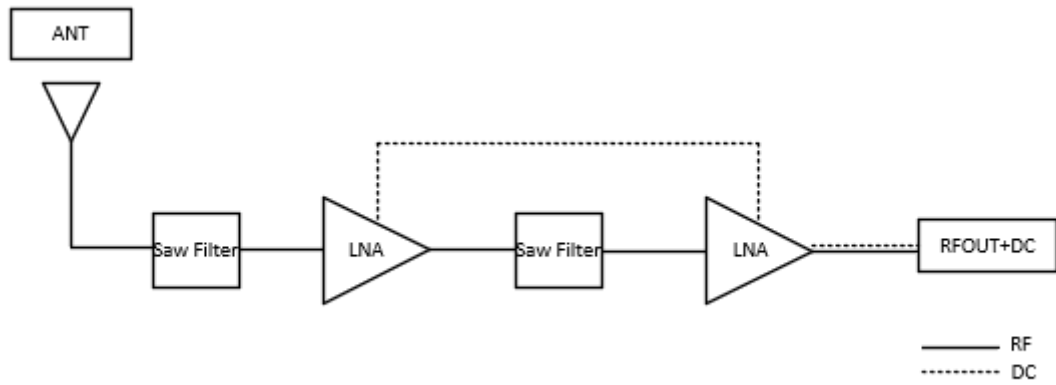 ANT
Saw Filter
LNA
Saw Filter
LNA
RFOUT+DC
RF
DC